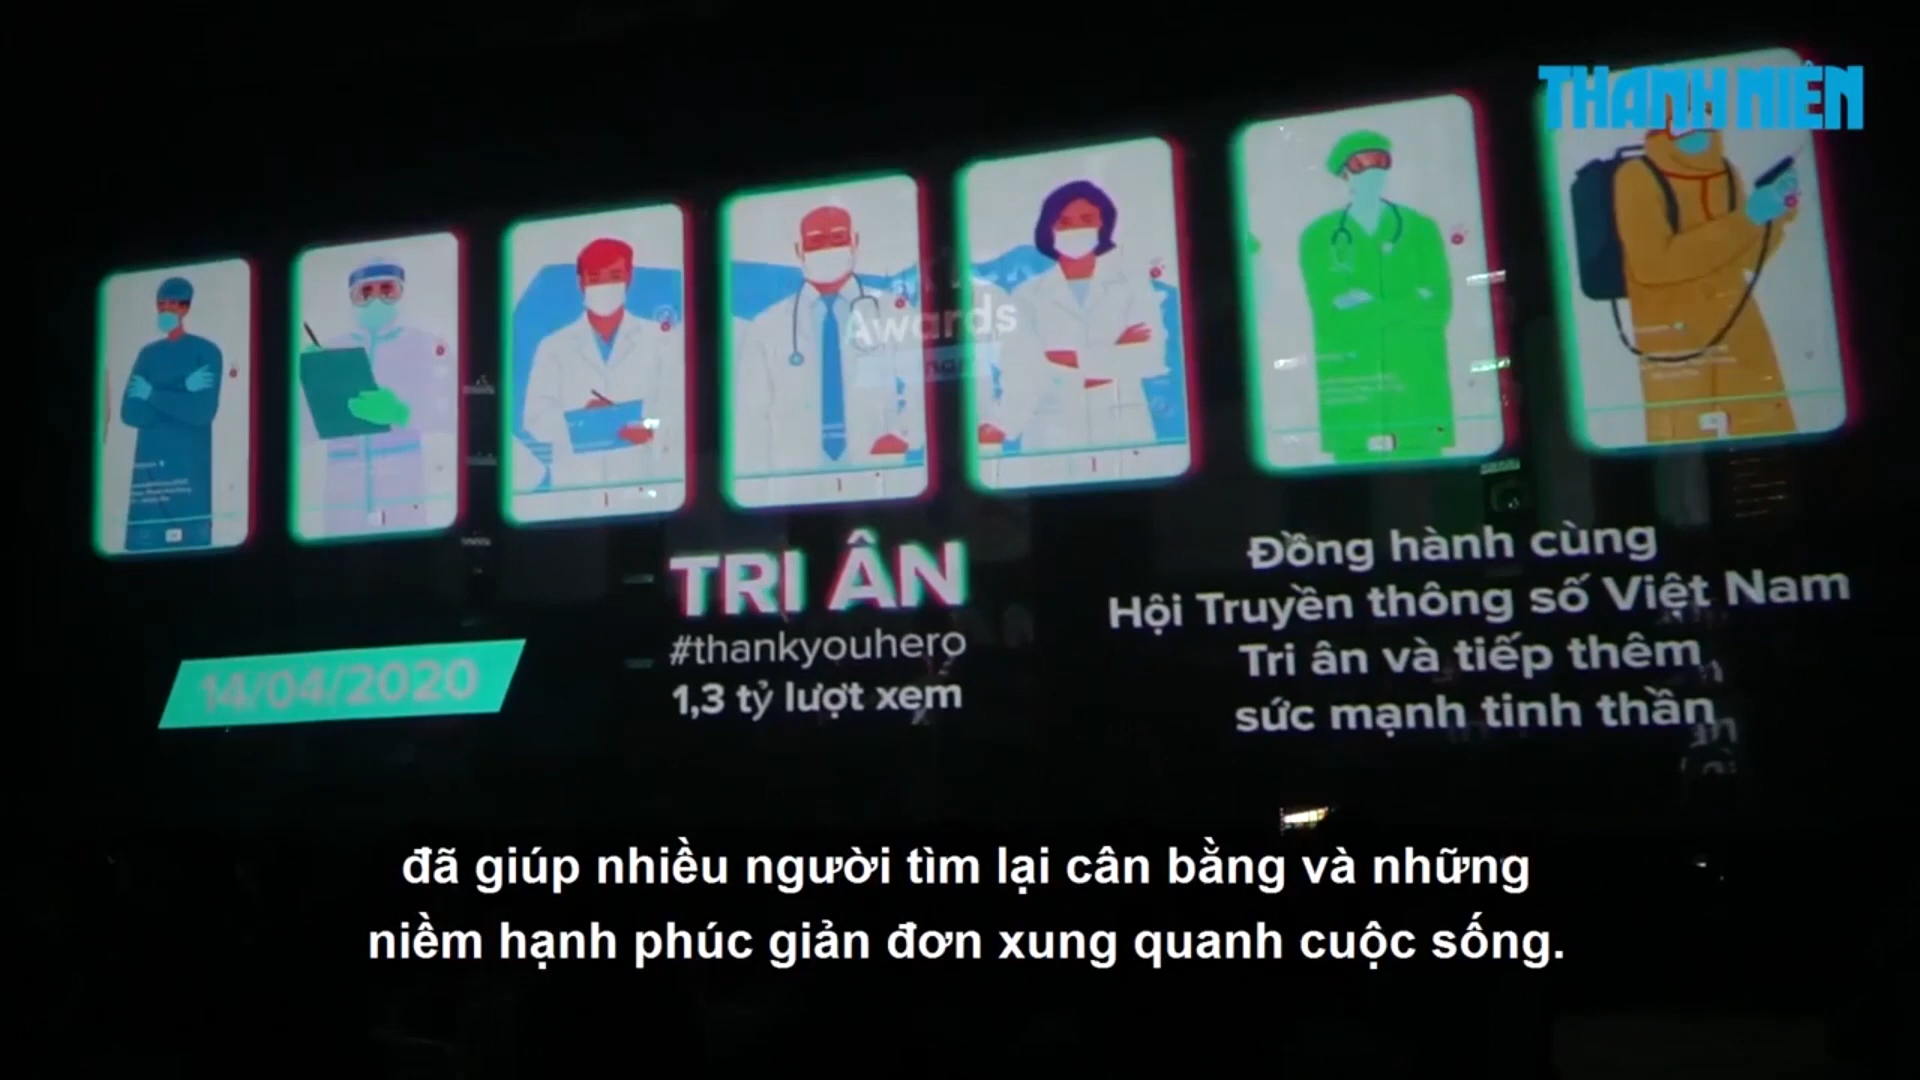 THANH NIÊN
Awards
TRI ÂN
#thankyouhero
1,3 tỷ lượt xem
14/04/2020
Đồng hành cùng
Hội Truyền thông số Việt Nam
Tri ân và tiếp thêm
sức mạnh tinh thần
đã giúp nhiều người tìm lại cân bằng và những
niềm hạnh phúc giản đơn xung quanh cuộc sống.